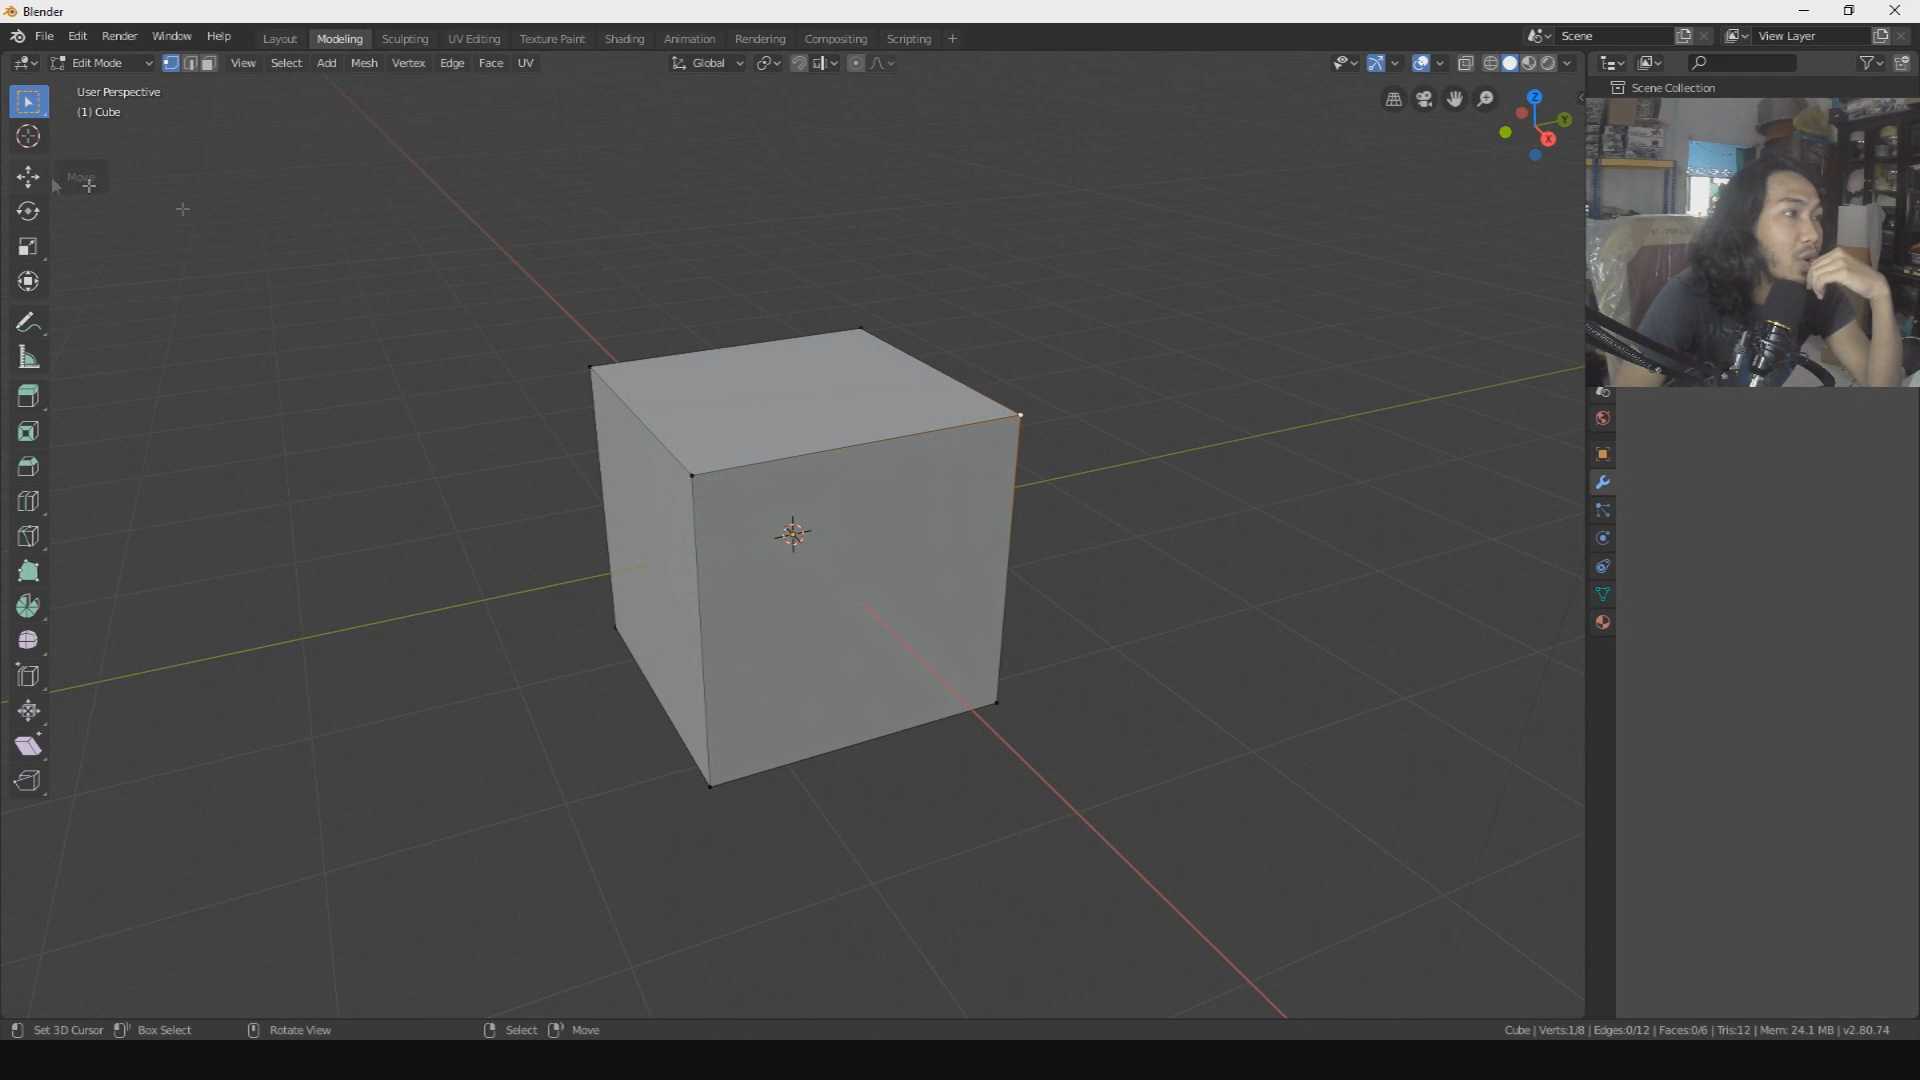 Blender
File Edit Render Window Help Layout Modeling Sculpting UV Editing Texture Paint Shading Animation Rendering Compositing Scripting + Scene View Layer
Edit Mode View Select Add Mesh Vertex Edge Face UV Global
User Perspective
(1) Cube
Scene Collection
Z
Y
X
Move
Set 3D Cursor Box Select Rotate View Select Move Cube | Verts:1/8 | Edges:0/12 | Faces:0/6 | Tris:12 | Mem: 24.1 MB | v2.80.74